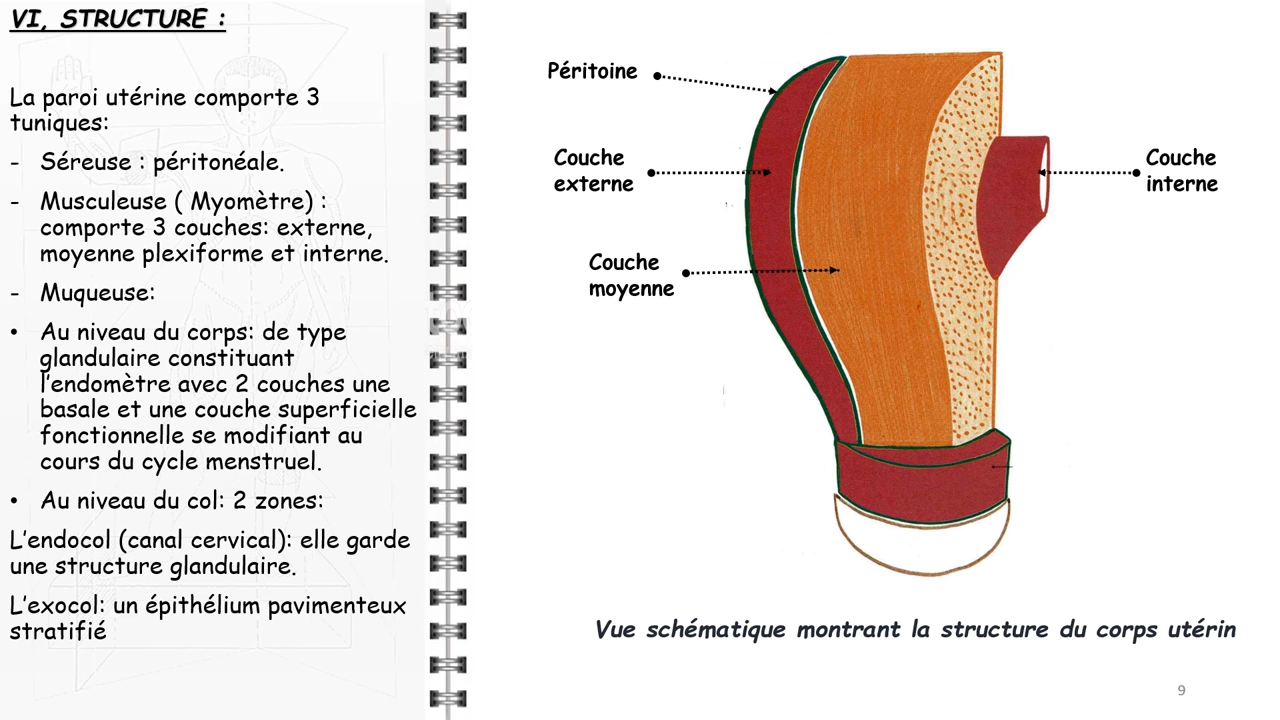 VI, STRUCTURE :
La paroi utérine comporte 3
tuniques:
- Séreuse : péritonéale.
- Musculeuse ( Myomètre) :
comporte 3 couches: externe,
moyenne plexiforme et interne.
- Muqueuse:
• Au niveau du corps: de type
glandulaire constituant
l'endomètre avec 2 couches une
basale et une couche superficielle
fonctionnelle se modifiant au
cours du cycle menstruel.
• Au niveau du col: 2 zones:
L'endocol (canal cervical): elle garde
une structure glandulaire.
L'exocol: un épithélium pavimenteux
stratifié
Péritoine
Couche
externe
Couche
moyenne
Couche
interne
Vue schématique montrant la structure du corps utérin
9